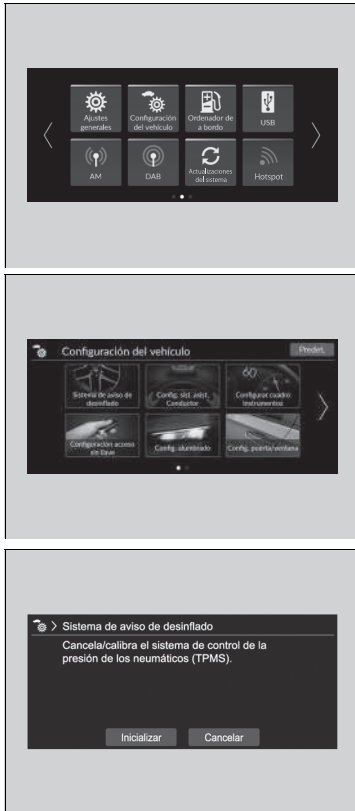 Ajustes
generales
Configuración
del vehículo
Ordenador de
a bordo
USB
AM
DAB
Actualizaciones
del sistema
Hotspot
Configuración del vehículo
Predet.
Sistema de aviso de
desinflado
Config. sist. asist.
Conductor
Configurar cuadro
instrumentos
Configuración acceso
sin llave
Config. alumbrado
Config. puerta/ventana
Sistema de aviso de desinflado
Cancela/calibra el sistema de control de la
presión de los neumáticos (TPMS).
Inicializar
Cancelar